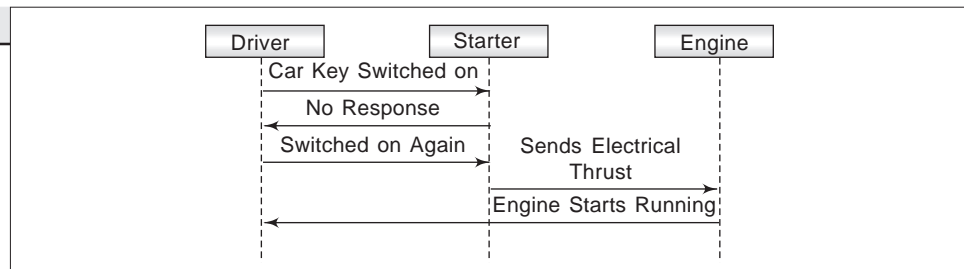 Driver Starter Engine
Car Key Switched on
No Response
Switched on Again
Sends Electrical
Thrust
Engine Starts Running